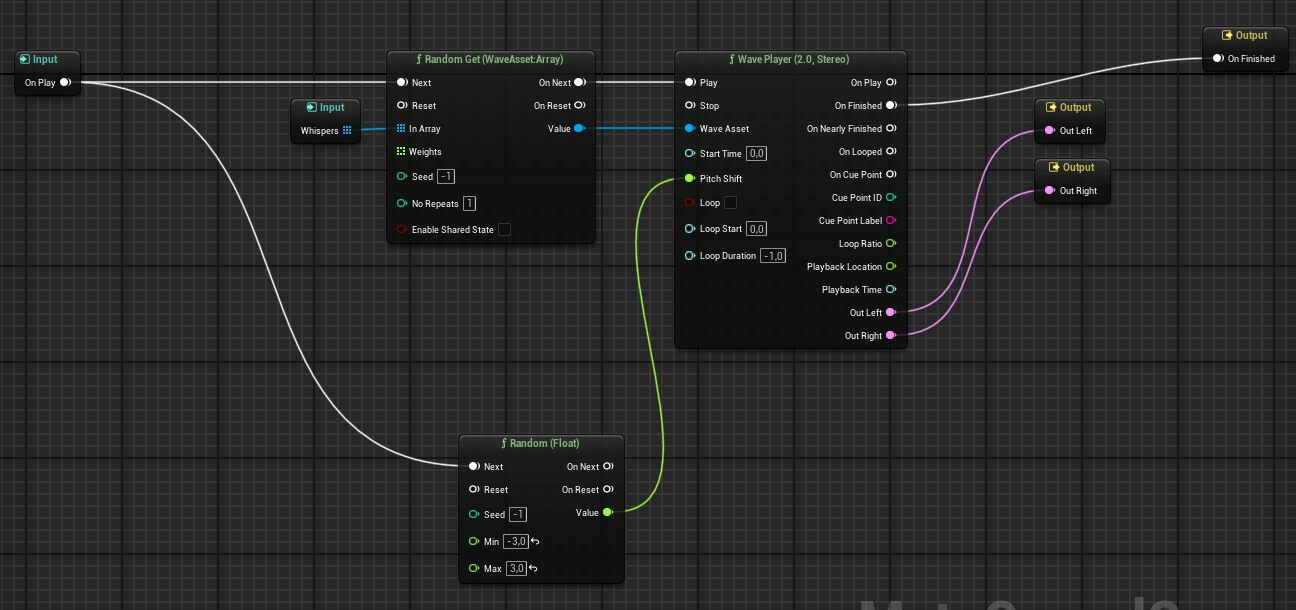 Input
On Play
Input
Whispers
ƒ Random Get (WaveAsset:Array)
Next
On Next
Reset
On Reset
In Array
Value
Weights
Seed -1
No Repeats 1
Enable Shared State
ƒ Wave Player (2.0, Stereo)
Play
On Play
Stop
On Finished
Wave Asset
On Nearly Finished
Start Time 0,0
On Looped
Pitch Shift
On Cue Point
Loop
Cue Point ID
Loop Start 0,0
Cue Point Label
Loop Duration -1,0
Loop Ratio
Playback Location
Playback Time
Out Left
Out Right
Output
On Finished
Output
Out Left
Output
Out Right
ƒ Random (Float)
Next
On Next
Reset
On Reset
Seed -1
Value
Min -3,0
Max 3,0